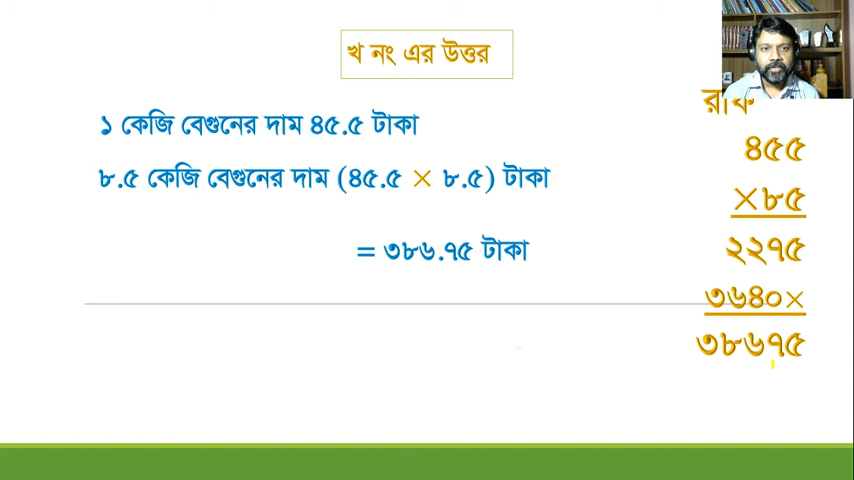 খ নং এর উত্তর
১ কেজি বেগুনের দাম ৪৫.৫ টাকা
৮.৫ কেজি বেগুনের দাম (৪৫.৫ × ৮.৫) টাকা
= ৩৮৬.৭৫ টাকা
৪৫৫
×৮৫
২২৭৫
৩৬৪০×
৩৮৬৭৫